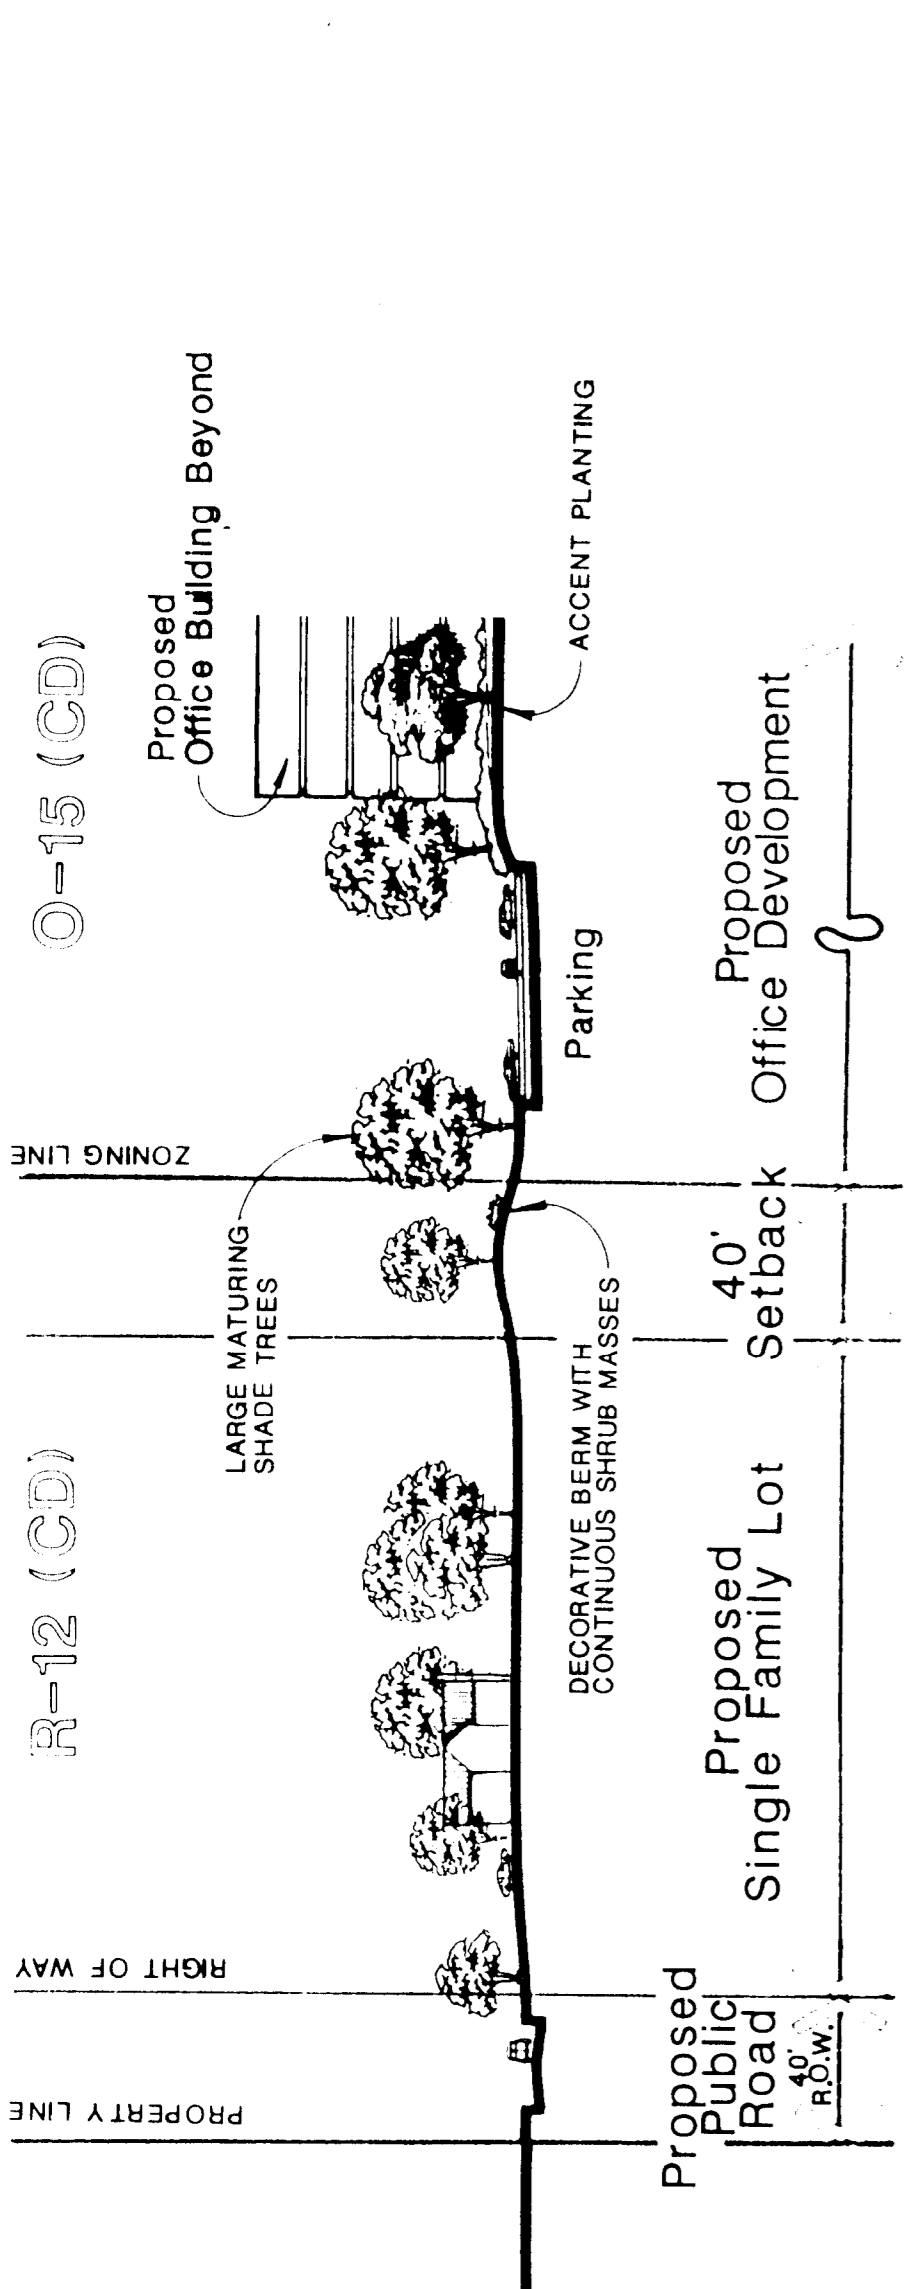 R-12 (CD)
O-15 (CD)
PROPERTY LINE
RIGHT OF WAY
ZONING LINE
LARGE MATURING
SHADE TREES
Proposed
Office Building Beyond
DECORATIVE BERM WITH
CONTINUOUS SHRUB MASSES
Parking
ACCENT PLANTING
Proposed
Public
Road
40'
R.O.W.
Proposed
Single Family Lot
40'
Setback
Proposed
Office Development